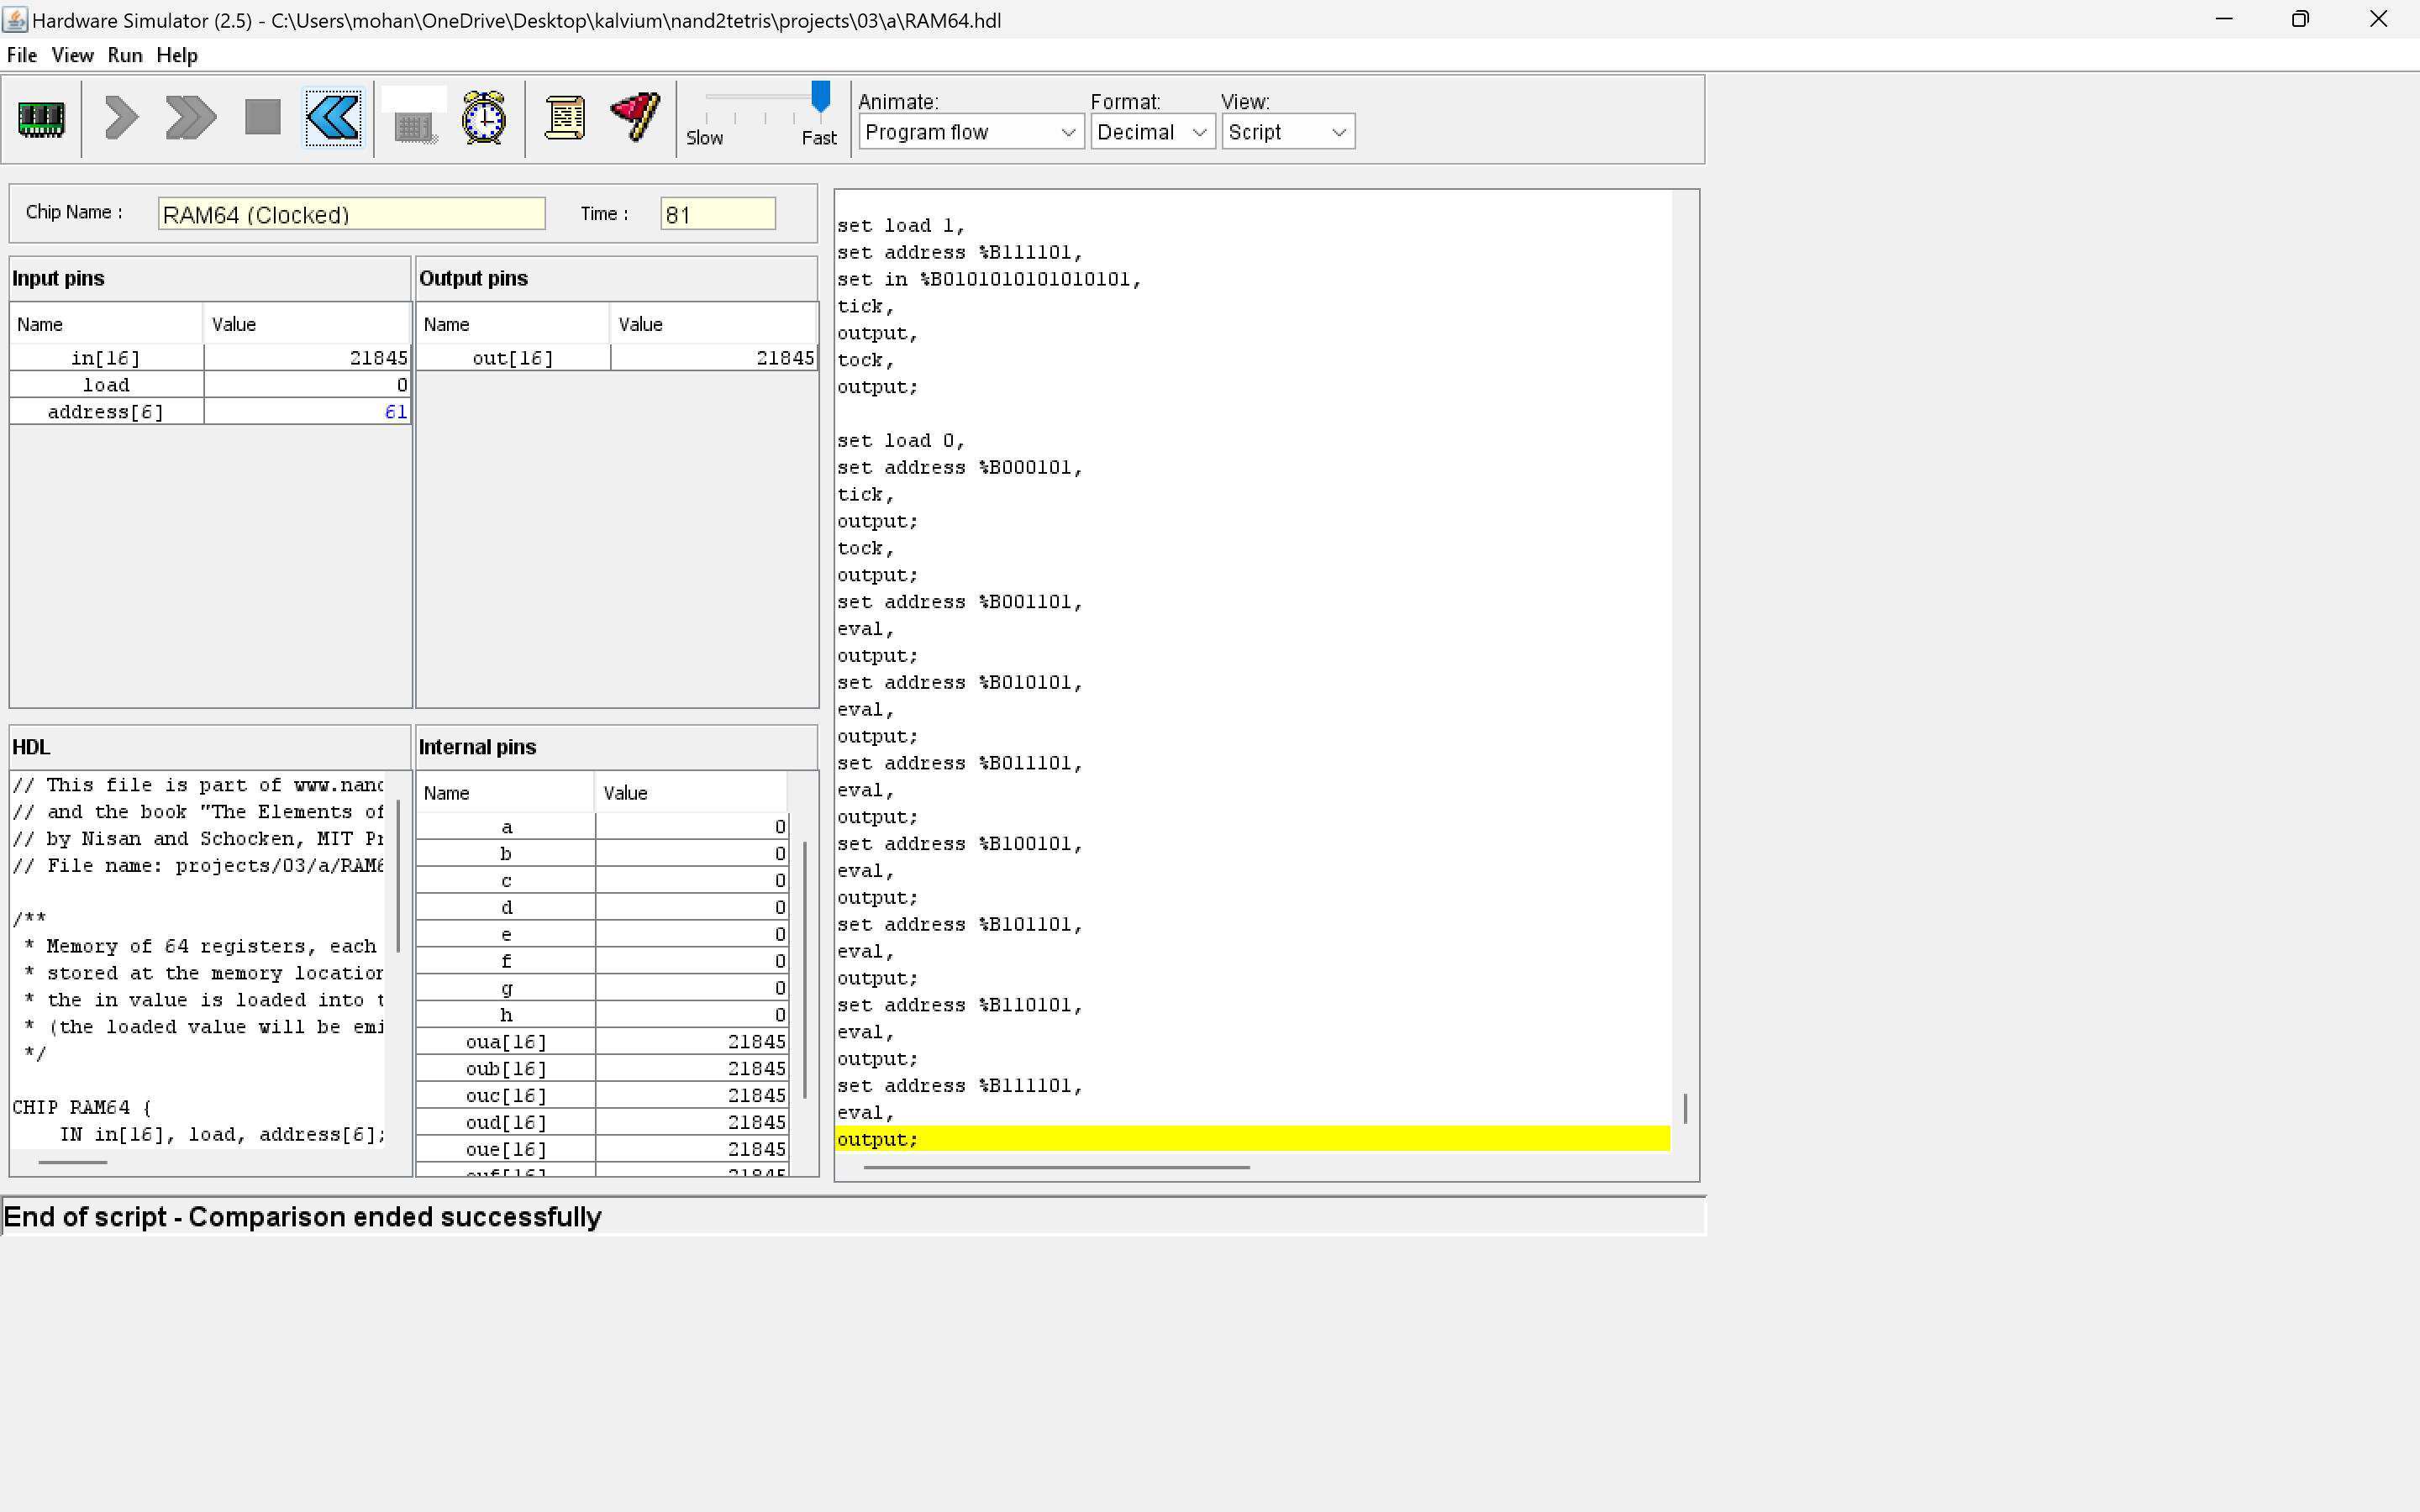 Hardware Simulator (2.5) - C:\Users\mohan\OneDrive\Desktop\kalvium\nand2tetris\projects\03\a\RAM64.hdl
File View Run Help
Slow Fast
Animate: Format: View:
Program flow Decimal Script
Chip Name : RAM64 (Clocked) Time : 81
Input pins
Name Value
in[16] 21845
load 0
address[6] 61
Output pins
Name Value
out[16] 21845
HDL
// This file is part of www.nand
// and the book "The Elements of
// by Nisan and Schocken, MIT Pr
// File name: projects/03/a/RAM6
/**
* Memory of 64 registers, each
* stored at the memory location
* the in value is loaded into t
* (the loaded value will be emi
*/
CHIP RAM64 {
IN in[16], load, address[6];
Internal pins
Name Value
a 0
b 0
c 0
d 0
e 0
f 0
g 0
h 0
oua[16] 21845
oub[16] 21845
ouc[16] 21845
oud[16] 21845
oue[16] 21845
ouf[16] 21845
set load 1,
set address %B111101,
set in %B0101010101010101,
tick,
output,
tock,
output;
set load 0,
set address %B000101,
tick,
output;
tock,
output;
set address %B001101,
eval,
output;
set address %B010101,
eval,
output;
set address %B011101,
eval,
output;
set address %B100101,
eval,
output;
set address %B101101,
eval,
output;
set address %B110101,
eval,
output;
set address %B111101,
eval,
output;
End of script - Comparison ended successfully